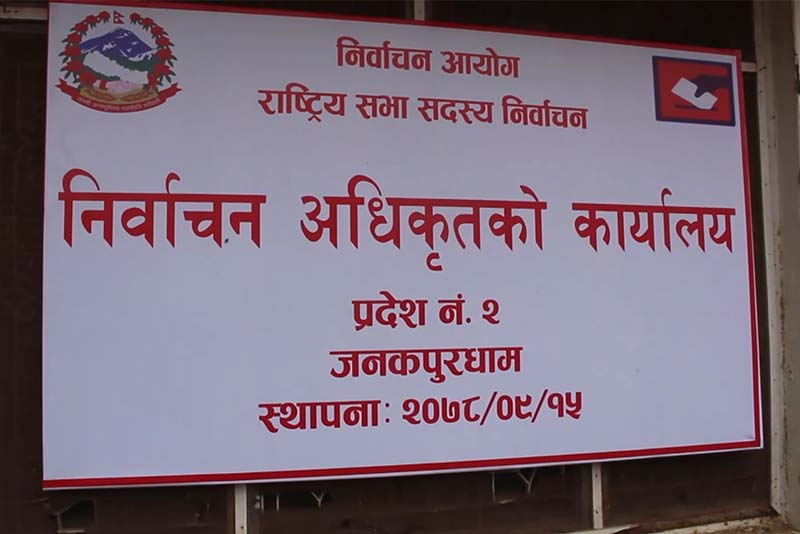 निर्वाचन आयोग
राष्ट्रिय सभा सदस्य निर्वाचन
निर्वाचन अधिकृतको कार्यालय
प्रदेश नं. २
जनकपुरधाम
स्थापनाः २०७८/०९/१५